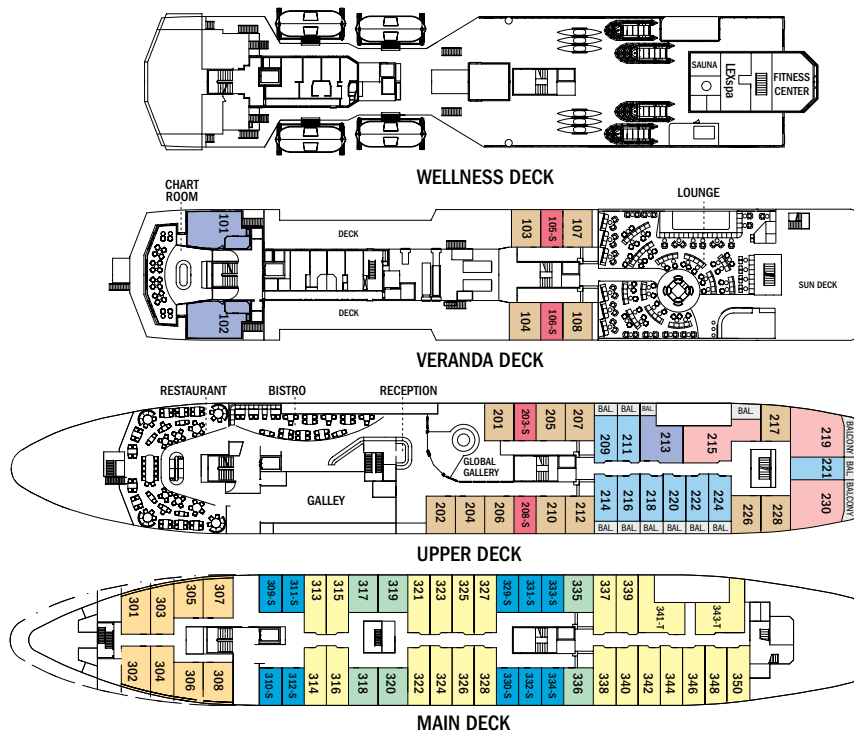 SAUNA
LEXspa
FITNESS
CENTER
WELLNESS DECK
CHART
ROOM
LOUNGE
101
DECK
103
105-S
107
SUN DECK
102
DECK
104
106-S
108
VERANDA DECK
RESTAURANT
BISTRO
RECEPTION
201
203-S
205
207
BAL.
BAL.
BAL.
BAL.
209
211
213
215
217
219
BALCONY
GLOBAL
GALLERY
221
BAL.
GALLEY
202
204
206
208-S
210
212
214
216
218
220
222
224
226
228
230
BALCONY
BAL.
BAL.
BAL.
BAL.
BAL.
BAL.
UPPER DECK
301
303
305
307
309-S
311-S
313
315
317
319
321
323
325
327
329-S
331-S
333-S
335
337
339
341-T
343-T
302
304
306
308
310-S
312-S
314
316
318
320
322
324
326
328
330-S
332-S
334-S
336
338
340
342
344
346
348
350
MAIN DECK